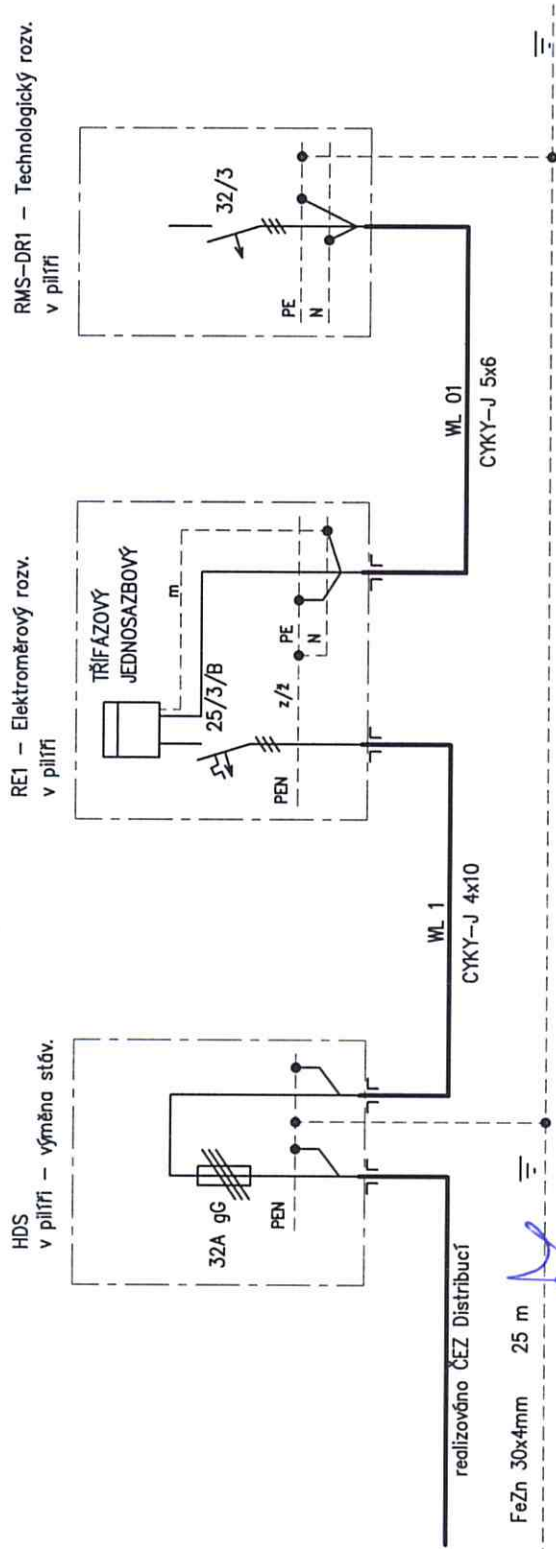 HDS
v pilíři – výměna stáv.
32A gG
PEN
realizováno ČEZ Distribucí
FeZn 30x4mm 25 m
WL 1
CYKY-J 4x10
RE1 – Elektroměrový rozv.
v pilíři
TŘÍFÁZOVÝ
JEDNOSAZBOVÝ
m
25/3/B
PEN
z/ž
PE
N
WL 01
CYKY-J 5x6
RMS-DR1 – Technologický rozv.
v pilíři
32/3
PE
N